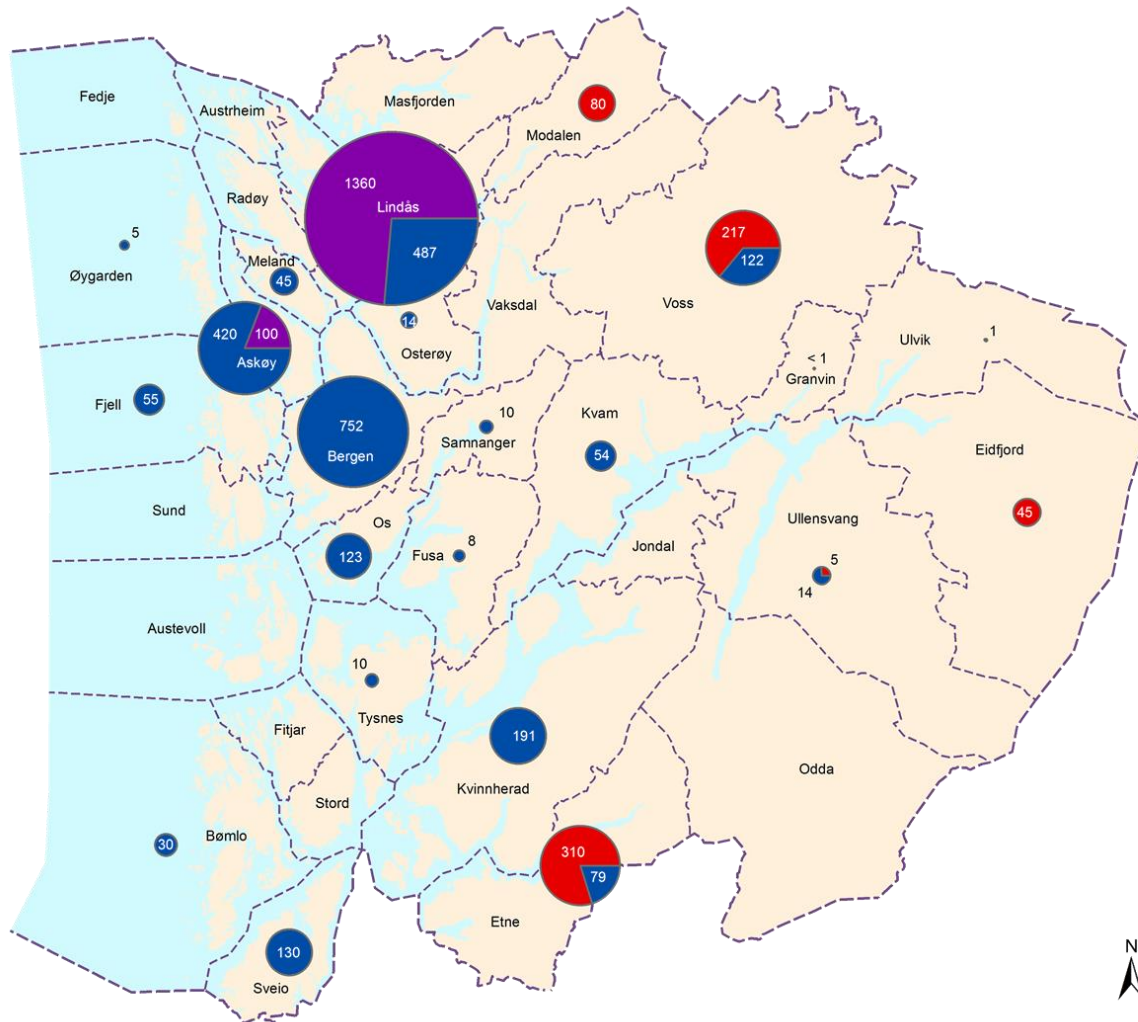 Fedje
Austrheim
Masfjorden
80
Modalen
1360
Lindås
487
Radøy
5
Øygarden
Meland
45
217
122
Voss
Vaksdal
14
Osterøy
420
100
Askøy
< 1
Granvin
Ulvik
1
55
Fjell
752
Bergen
10
Samnanger
Kvam
54
Eidfjord
45
Sund
Os
123
Fusa
8
Jondal
Ullensvang
5
14
Austevoll
10
Tysnes
Fitjar
191
Kvinnherad
Odda
Stord
30
Bømlo
310
79
Etne
130
Sveio
N